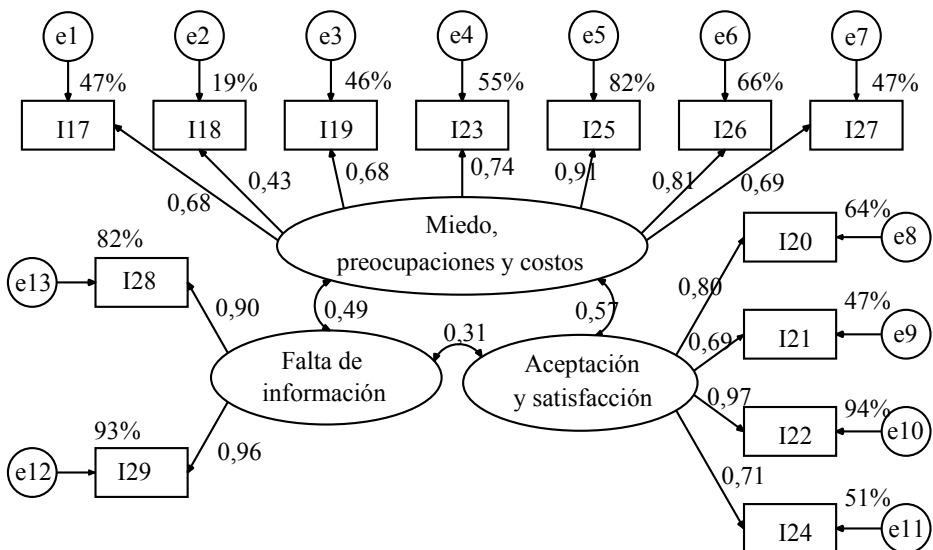 e1 e2 e3 e4 e5 e6 e7
47% 19% 46% 55% 82% 66% 47%
I17 I18 I19 I23 I25 I26 I27
0,68 0,43 0,68 0,74 0,91 0,81 0,69
Miedo,
preocupaciones y costos
64%
I20 e8
82%
e13 I28
0,90 0,49 0,57 0,80
47%
I21 e9
0,31 0,69
Falta de
información
Aceptación
y satisfacción
0,97 94%
I22 e10
93%
e12 I29
0,96 0,71
51%
I24 e11